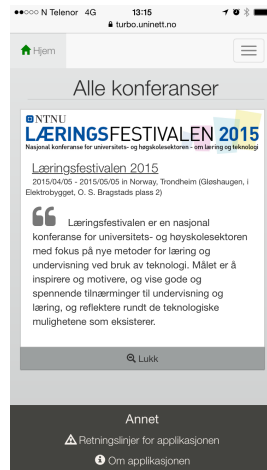 N Telenor 4G 13:15
turbo.uninett.no
Hjem
Alle konferanser
NTNU
LÆRINGSFESTIVALEN 2015
Nasjonal konferanse for universitets- og høgskolesektoren - om læring og teknologi
Læringsfestivalen 2015
2015/04/05 - 2015/05/05 in Norway, Trondheim (Gløshaugen, i
Elektrobygget, O. S. Bragstads plass 2)
Læringsfestivalen er en nasjonal
konferanse for universitets- og høyskolesektoren
med fokus på nye metoder for læring og
undervisning ved bruk av teknologi. Målet er å
inspirere og motivere, og vise gode og
spennende tilnærminger til undervisning og
læring, og reflektere rundt de teknologiske
mulighetene som eksisterer.
Lukk
Annet
Retningslinjer for applikasjonen
Om applikasjonen